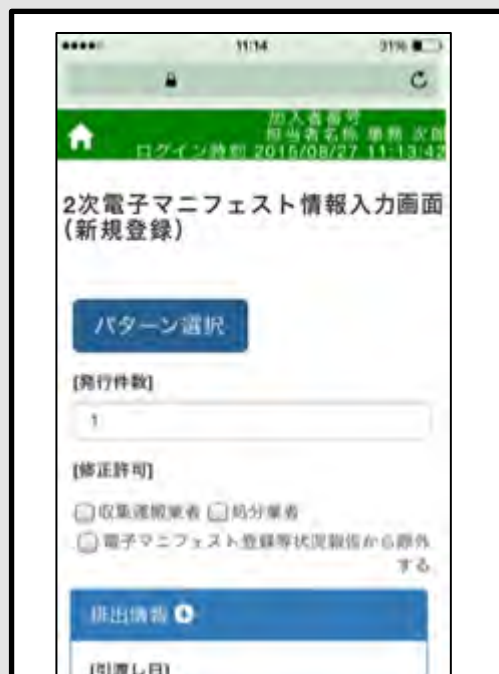 11:14
31%
加入者番号
担当者名称 廃棄 次郎
ログイン時刻 2015/08/27 11:13:42
2次電子マニフェスト情報入力画面
(新規登録)
パターン選択
[発行件数]
1
[修正許可]
収集運搬業者 処分業者
電子マニフェスト登録等状況報告から除外
する
排出情報
[引渡し日]